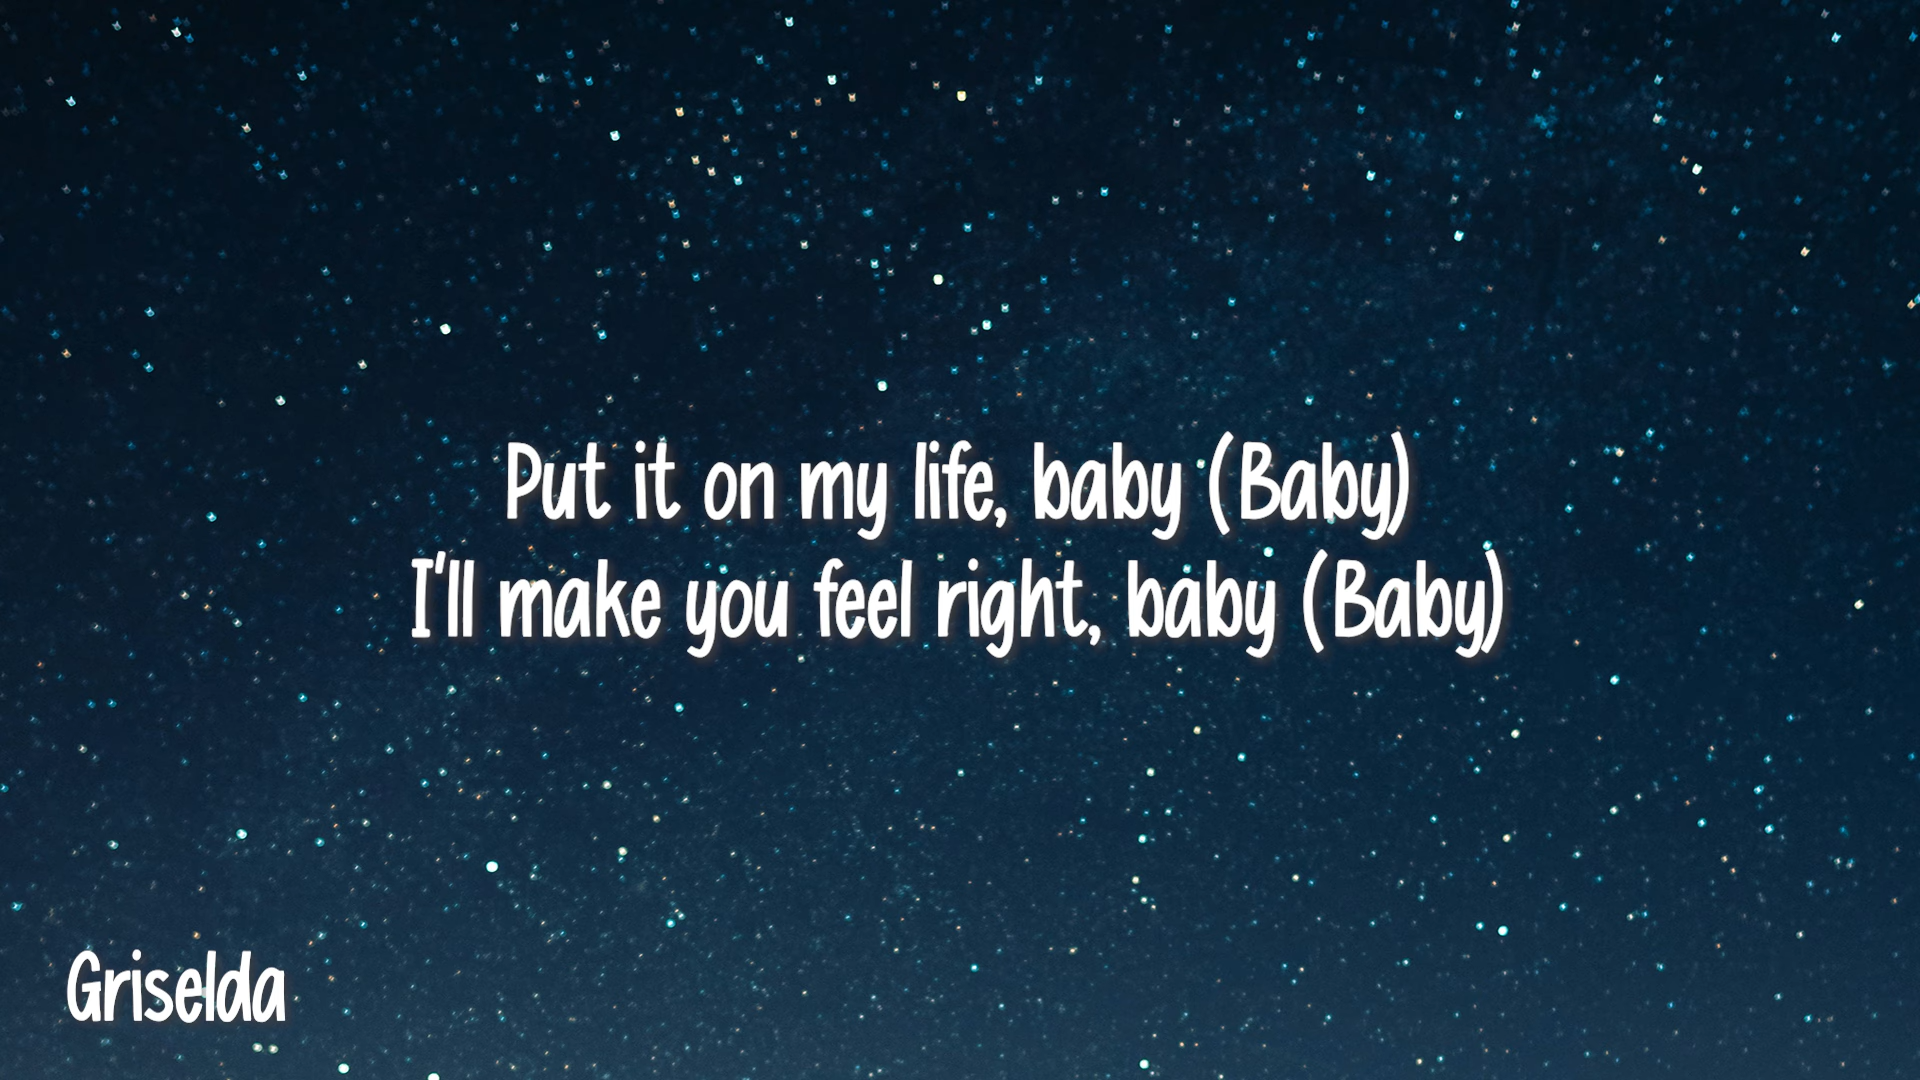 Put it on my life, baby (Baby)
I'll make you feel right, baby (Baby)
Griselda